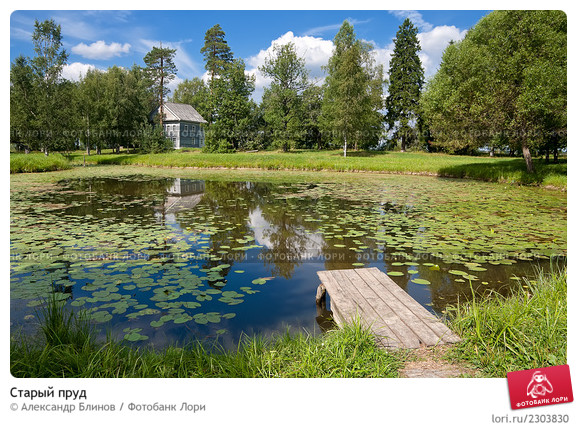 ФОТОБАНК ЛОРИ
Старый пруд
© Александр Блинов / Фотобанк Лори
lori.ru/2303830